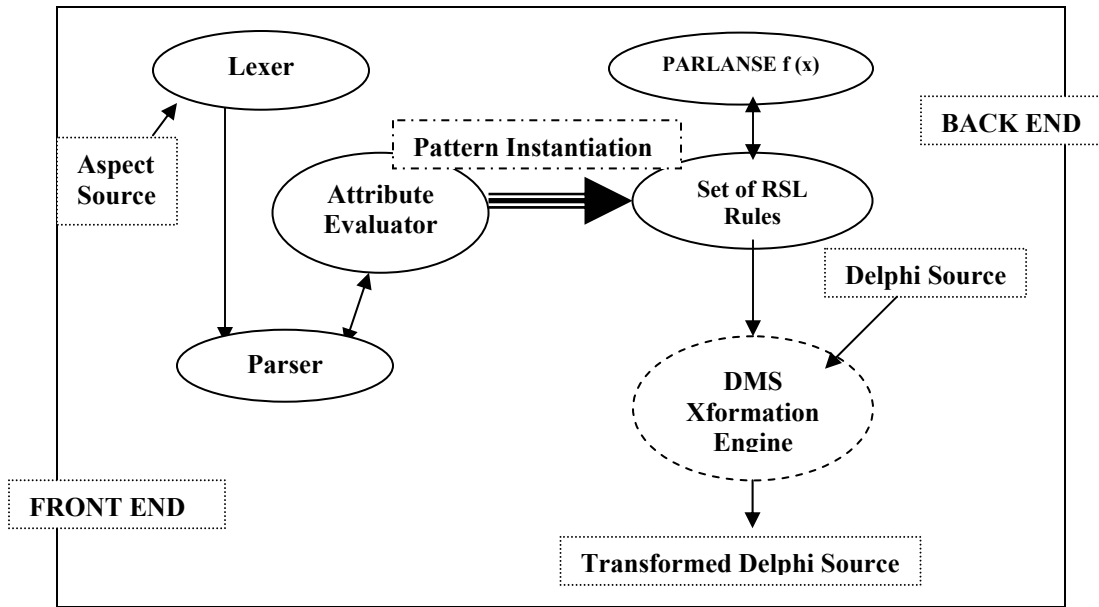 Lexer
PARLANSE f (x)
BACK END
Aspect
Source
Pattern Instantiation
Attribute
Evaluator
Set of RSL
Rules
Delphi Source
Parser
DMS
Xformation
Engine
FRONT END
Transformed Delphi Source